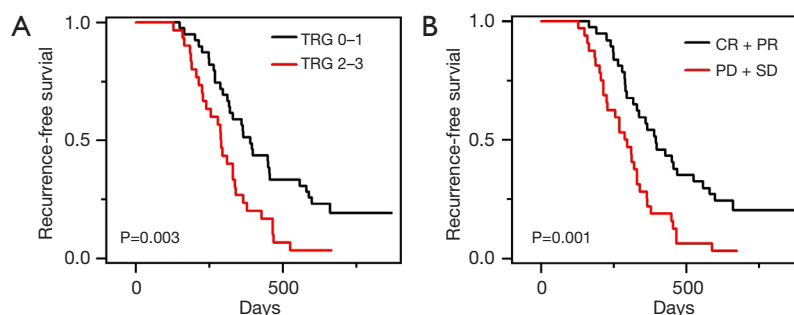 A
Recurrence-free survial
1.0
0.5
0.0
TRG 0–1
TRG 2–3
P=0.003
0
500
Days
B
Recurrence-free survial
1.0
0.5
0.0
CR + PR
PD + SD
P=0.001
0
500
Days